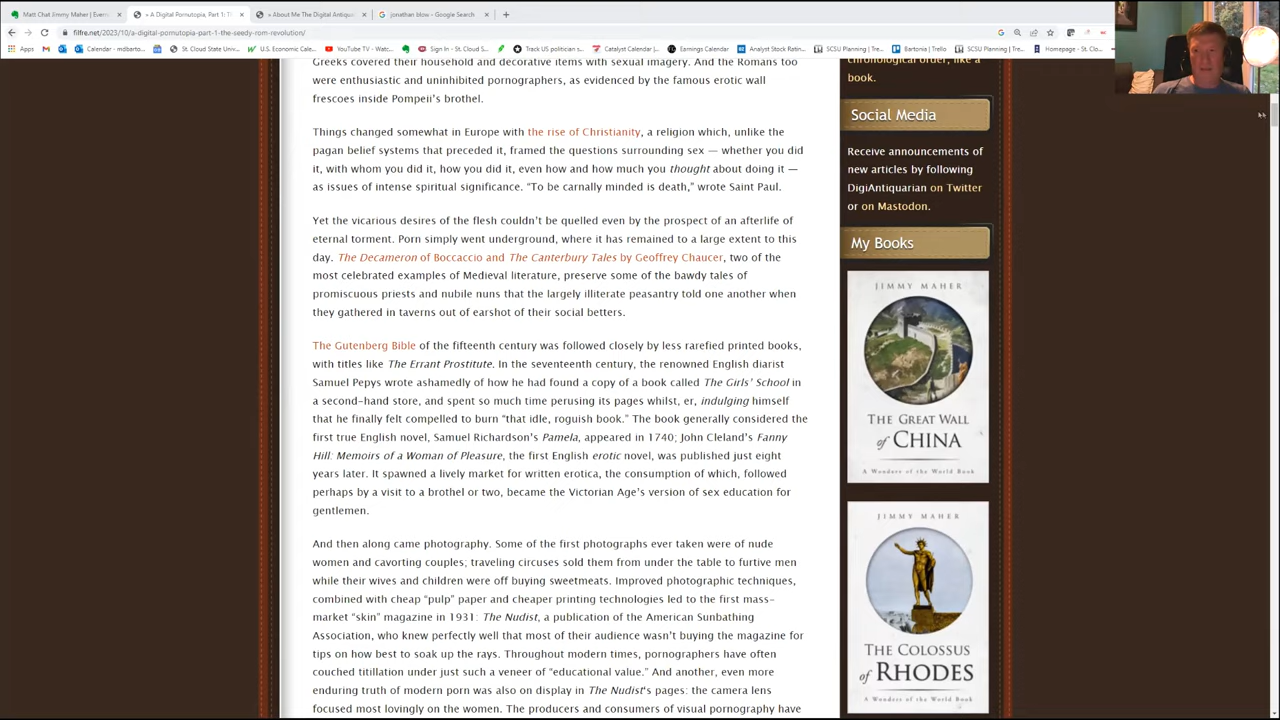 Matt Chat Jimmy Maher | Evern
» A Digital Pornutopia, Part 1: Th
» About Me The Digital Antiqua
jonathan blow - Google Search
filfre.net/2023/10/a-digital-pornutopia-part-1-the-seedy-rom-revolution/
Apps
Calendar - mattbarto...
St. Cloud State Univ...
U.S. Economic Cale...
YouTube TV - Watc...
Sign In - St. Cloud S...
Track US politician s...
Catalyst Calendar |...
Earnings Calendar
Analyst Stock Ratin...
SCSU Planning | Tre...
Bartonia | Trello
SCSU Planning | Tre...
Homepage - St. Clo...
Greeks covered their household and decorative items with sexual imagery. And the Romans too
were enthusiastic and uninhibited pornographers, as evidenced by the famous erotic wall
frescoes inside Pompeii's brothel.
Things changed somewhat in Europe with the rise of Christianity, a religion which, unlike the
pagan belief systems that preceded it, framed the questions surrounding sex — whether you did
it, with whom you did it, how you did it, even how and how much you thought about doing it —
as issues of intense spiritual significance. “To be carnally minded is death,” wrote Saint Paul.
Yet the vicarious desires of the flesh couldn't be quelled even by the prospect of an afterlife of
eternal torment. Porn simply went underground, where it has remained to a large extent to this
day. The Decameron of Boccaccio and The Canterbury Tales by Geoffrey Chaucer, two of the
most celebrated examples of Medieval literature, preserve some of the bawdy tales of
promiscuous priests and nubile nuns that the largely illiterate peasantry told one another when
they gathered in taverns out of earshot of their social betters.
The Gutenberg Bible of the fifteenth century was followed closely by less rarefied printed books,
with titles like The Errant Prostitute. In the seventeenth century, the renowned English diarist
Samuel Pepys wrote ashamedly of how he had found a copy of a book called The Girls' School in
a second-hand store, and spent so much time perusing its pages whilst, er, indulging himself
that he finally felt compelled to burn “that idle, roguish book.” The book generally considered the
first true English novel, Samuel Richardson's Pamela, appeared in 1740; John Cleland's Fanny
Hill: Memoirs of a Woman of Pleasure, the first English erotic novel, was published just eight
years later. It spawned a lively market for written erotica, the consumption of which, followed
perhaps by a visit to a brothel or two, became the Victorian Age's version of sex education for
gentlemen.
And then along came photography. Some of the first photographs ever taken were of nude
women and cavorting couples; traveling circuses sold them from under the table to furtive men
while their wives and children were off buying sweetmeats. Improved photographic techniques,
combined with cheap “pulp” paper and cheaper printing technologies led to the first mass-
market “skin” magazine in 1931: The Nudist, a publication of the American Sunbathing
Association, who knew perfectly well that most of their audience wasn't buying the magazine for
tips on how best to soak up the rays. Throughout modern times, pornographers have often
couched titillation under just such a veneer of “educational value.” And another, even more
enduring truth of modern porn was also on display in The Nudist's pages: the camera lens
focused most lovingly on the women. The producers and consumers of visual pornography have
chronological order, like a
book.
Social Media
Receive announcements of
new articles by following
DigiAntiquarian on Twitter
or on Mastodon.
My Books
JIMMY MAHER
THE GREAT WALL
of CHINA
A Wonders of the World Book
JIMMY MAHER
THE COLOSSUS
of RHODES
A Wonders of the World Book